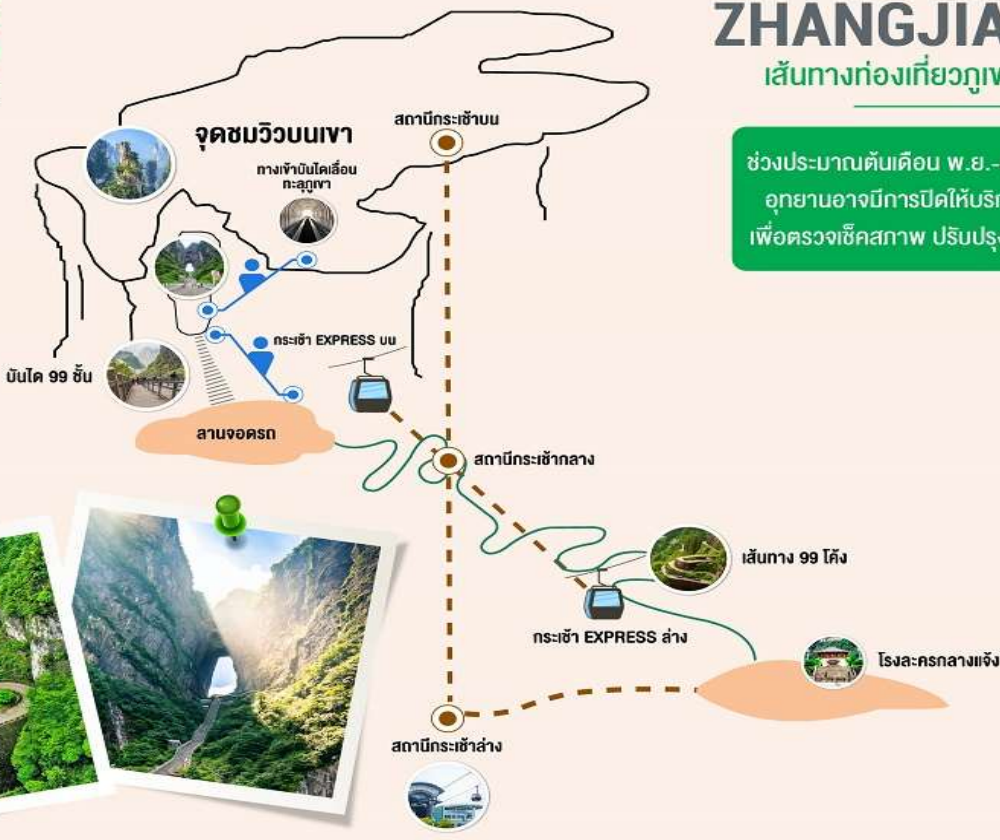 ZHANGJIA
เส้นทางท่องเที่ยวภูเข
ช่วงประมาณต้นเดือน พ.ย.-
อุทยานอาจมีการปิดให้บริก
เพื่อตรวจเช็คสภาพ ปรับปรุง
สถานีกระเช้าบน
จุดชมวิวบนเขา
ทางเข้าบันไดเลื่อน
ทะลุภูเขา
กระเช้า EXPRESS บน
บันได 99 ชั้น
ลานจอดรถ
สถานีกระเช้ากลาง
เส้นทาง 99 โค้ง
กระเช้า EXPRESS ล่าง
โรงละครกลางแจ้ง
สถานีกระเช้าล่าง